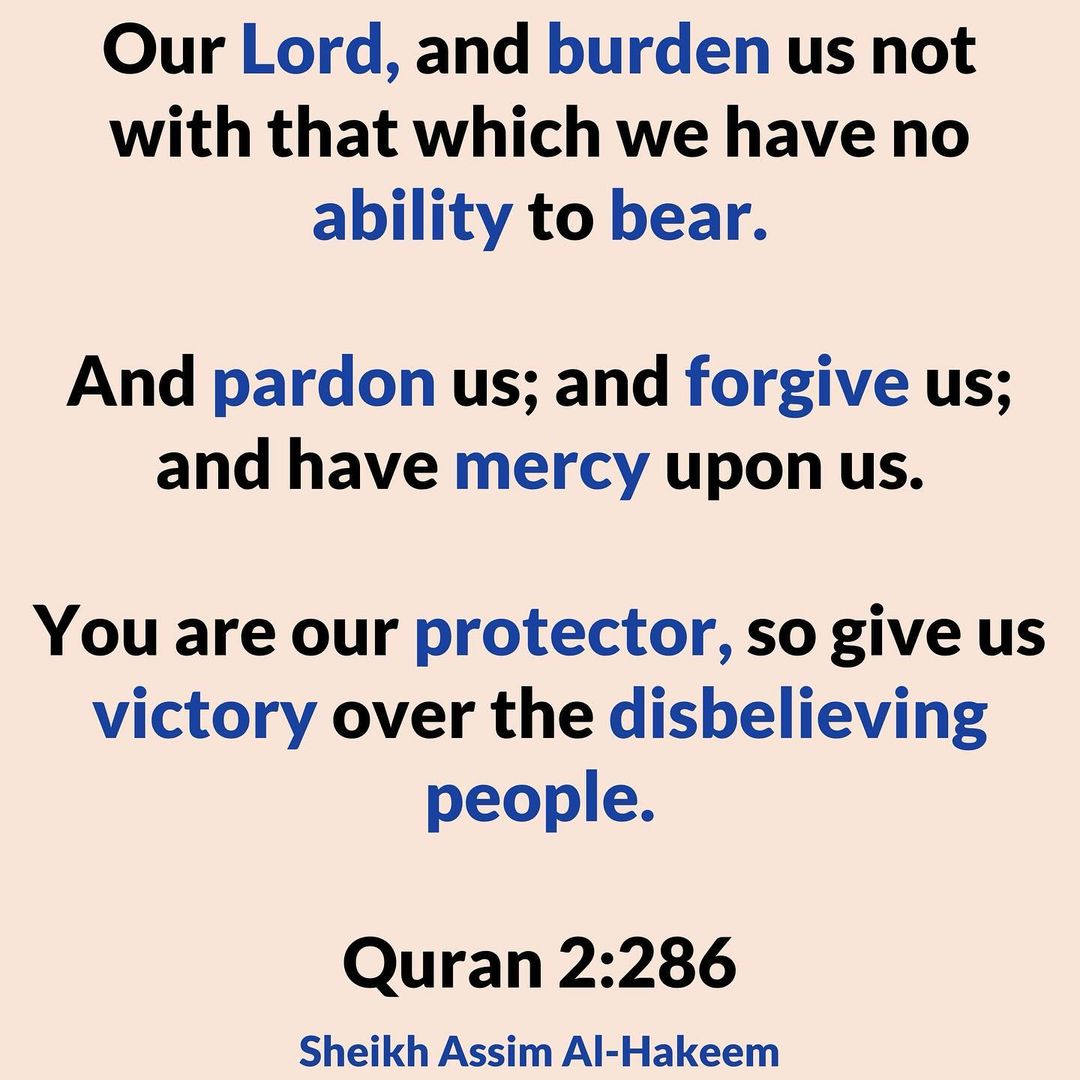 Our Lord, and burden us not
with that which we have no
ability to bear.
And pardon us; and forgive us;
and have mercy upon us.
You are our protector, so give us
victory over the disbelieving
people.
Quran 2:286
Sheikh Assim Al-Hakeem